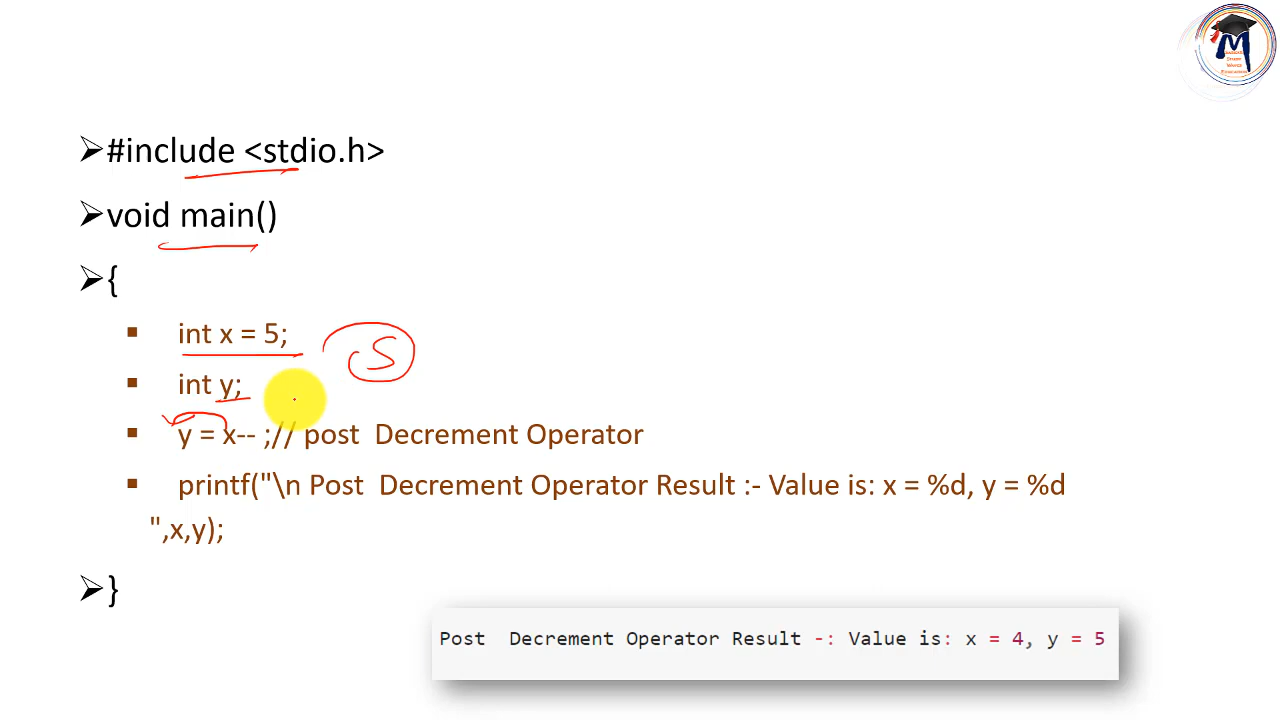 #include <stdio.h>
void main()
{
int x = 5;
5
int y;
y = x-- ;// post Decrement Operator
printf("\n Post Decrement Operator Result :- Value is: x = %d, y = %d
",x,y);
}
Post Decrement Operator Result -: Value is: x = 4, y = 5